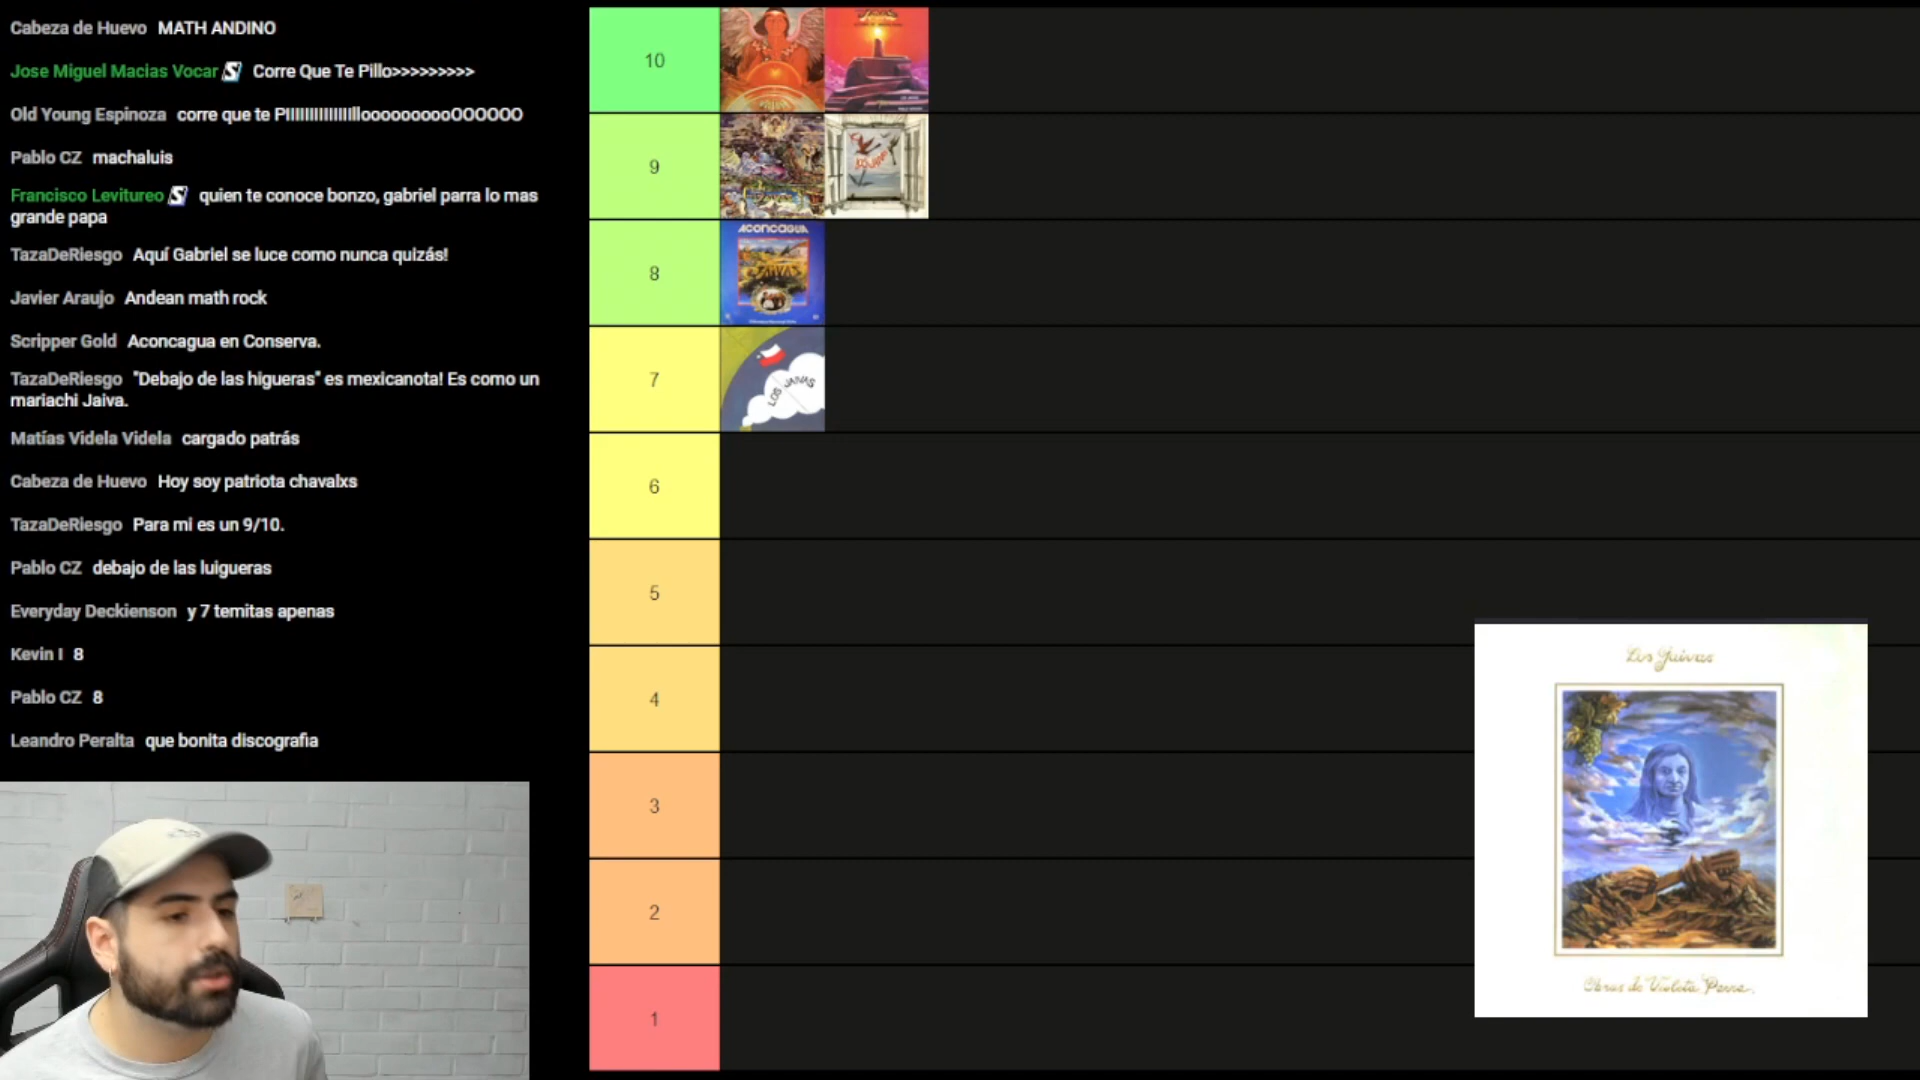 Cabeza de Huevo MATH ANDINO
Jose Miguel Macias Vocar S Corre Que Te Pillo>>>>>>>>>
Old Young Espinoza corre que te PIIIIIIIIIIIIIIlloooooooooOOOOOO
Pablo CZ machaluis
Francisco Levitureo S quien te conoce bonzo, gabriel parra lo mas
grande papa
TazaDeRiesgo Aquí Gabriel se luce como nunca quizás!
Javier Araujo Andean math rock
Scripper Gold Aconcagua en Conserva.
TazaDeRiesgo "Debajo de las higueras" es mexicanota! Es como un
mariachi Jaiva.
Matías Videla Videla cargado patrás
Cabeza de Huevo Hoy soy patriota chavalxs
TazaDeRiesgo Para mi es un 9/10.
Pablo CZ debajo de las luigueras
Everyday Deckienson y 7 temitas apenas
Kevin I 8
Pablo CZ 8
Leandro Peralta que bonita discografia
10
9
8
ACONCAGUA
JAIVAS
7
LOS JAIVAS
6
5
4
3
2
1
Los Jaivas
Obras de Violeta Parra.